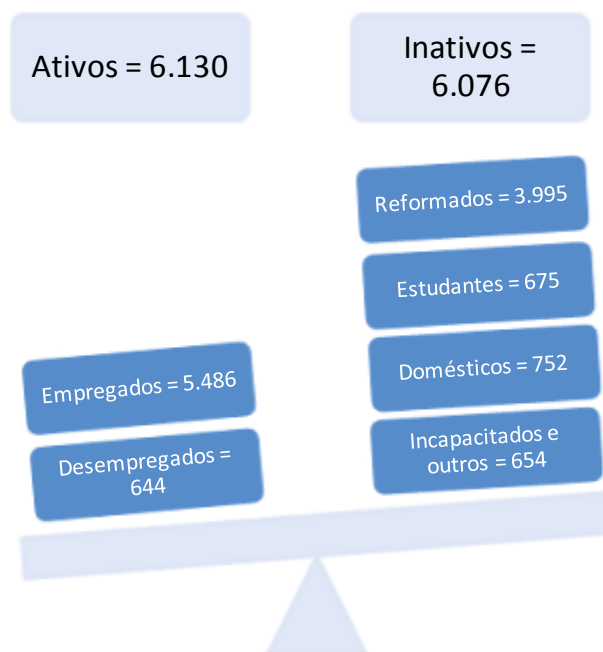 Ativos = 6.130
Inativos =
6.076
Reformados = 3.995
Estudantes = 675
Domésticos = 752
Incapacitados e
outros = 654
Empregados = 5.486
Desempregados =
644